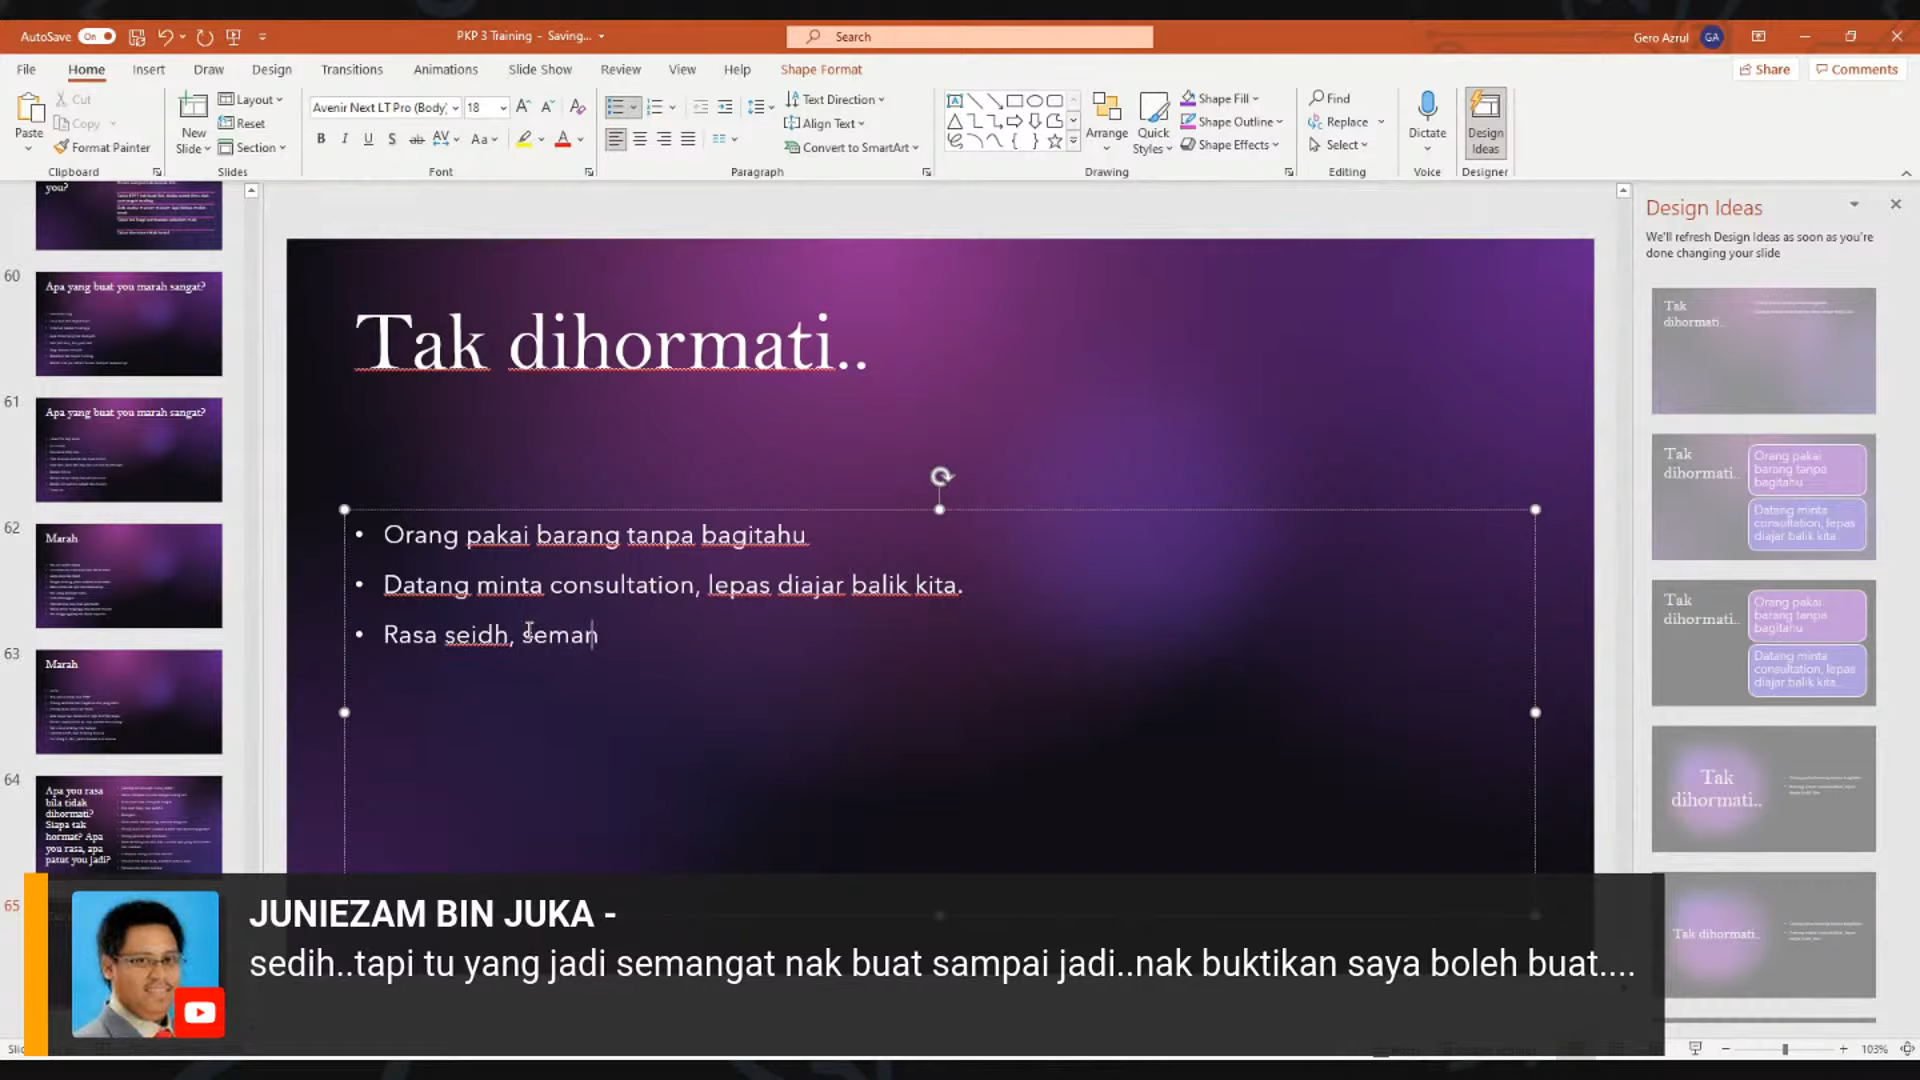 AutoSave On PKP 3 Training - Saving... Search Gero Azrul GA
File Home Insert Draw Design Transitions Animations Slide Show Review View Help Shape Format Share Comments
Paste Cut Copy Format Painter Clipboard
New Slide Layout Reset Section Slides
Avenir Next LT Pro (Body) 18 Font
Text Direction Align Text Convert to SmartArt Paragraph
Arrange Quick Styles Shape Fill Shape Outline Shape Effects Drawing
Find Replace Select Editing
Dictate Voice
Design Ideas Designer
you?
60 Apa yang buat you marah sangat?
61 Apa yang buat you marah sangat?
62 Marah
63 Marah
64 Apa you rasa bila tidak dihormati? Siapa tak hormat? Apa you rasa, apa patut you jadi?
65
Tak dihormati..
• Orang pakai barang tanpa bagitahu
• Datang minta consultation, lepas diajar balik kita.
• Rasa seidh, seman
Design Ideas
We'll refresh Design Ideas as soon as you're
done changing your slide
Tak
dihormati..
Tak
dihormati..
Orang pakai
barang tanpa
bagitahu
Datang minta
consultation, lepas
diajar balik kita
Tak
dihormati..
Orang pakai
barang tanpa
bagitahu
Datang minta
consultation, lepas
diajar balik kita...
Tak
dihormati..
Tak dihormati..
JUNIEZAM BIN JUKA -
sedih..tapi tu yang jadi semangat nak buat sampai jadi..nak buktikan saya boleh buat....
103%